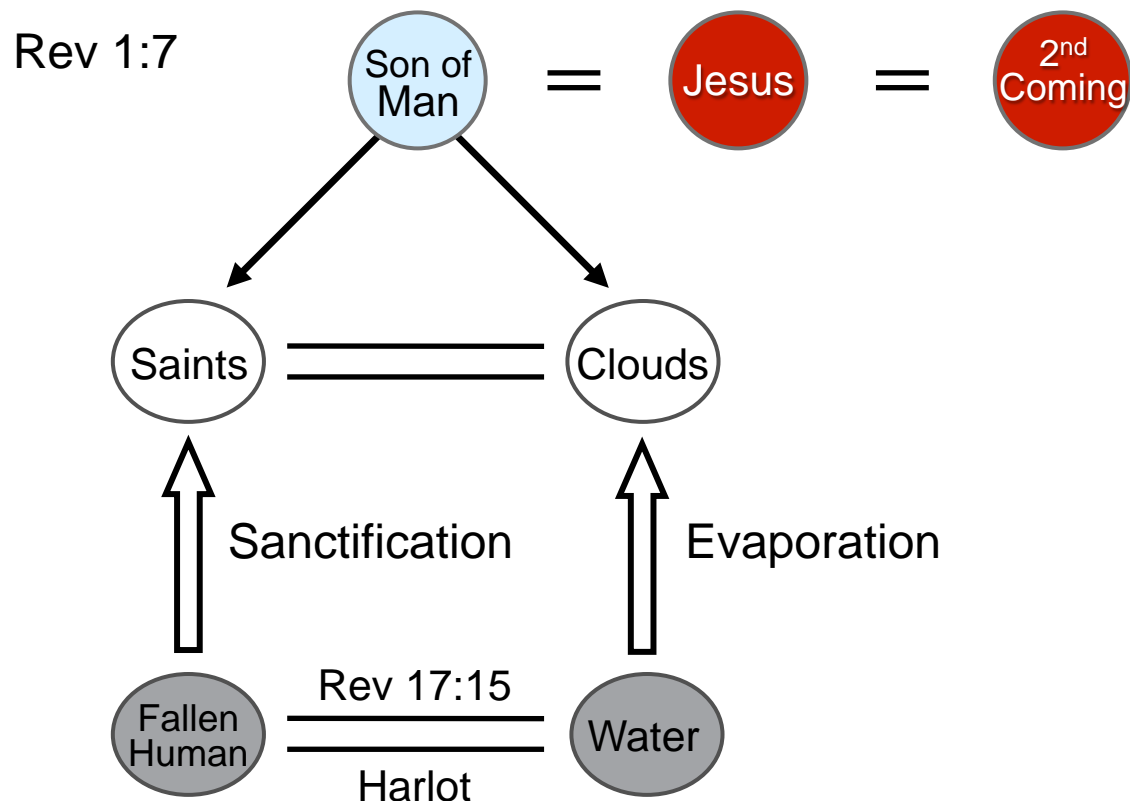 Rev 1:7
Son of
Man
=
Jesus
=
2nd
Coming
Saints
Clouds
Sanctification
Evaporation
Fallen
Human
Rev 17:15
Harlot
Water